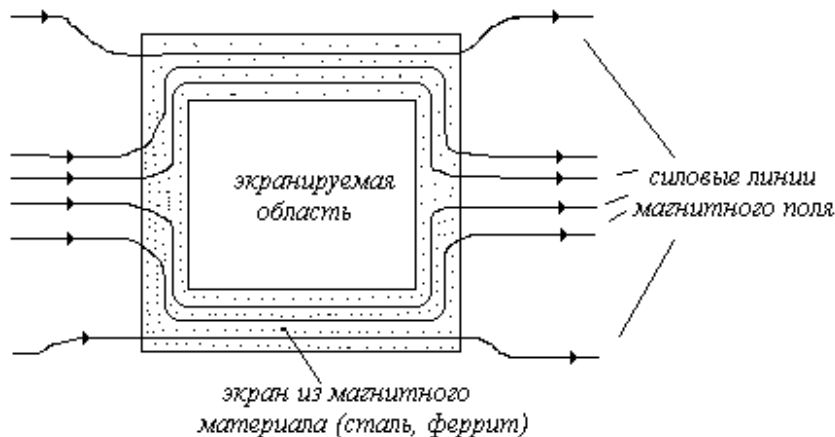 экранируемая
область
силовые линии
магнитного поля
экран из магнитного
материала (сталь, феррит)